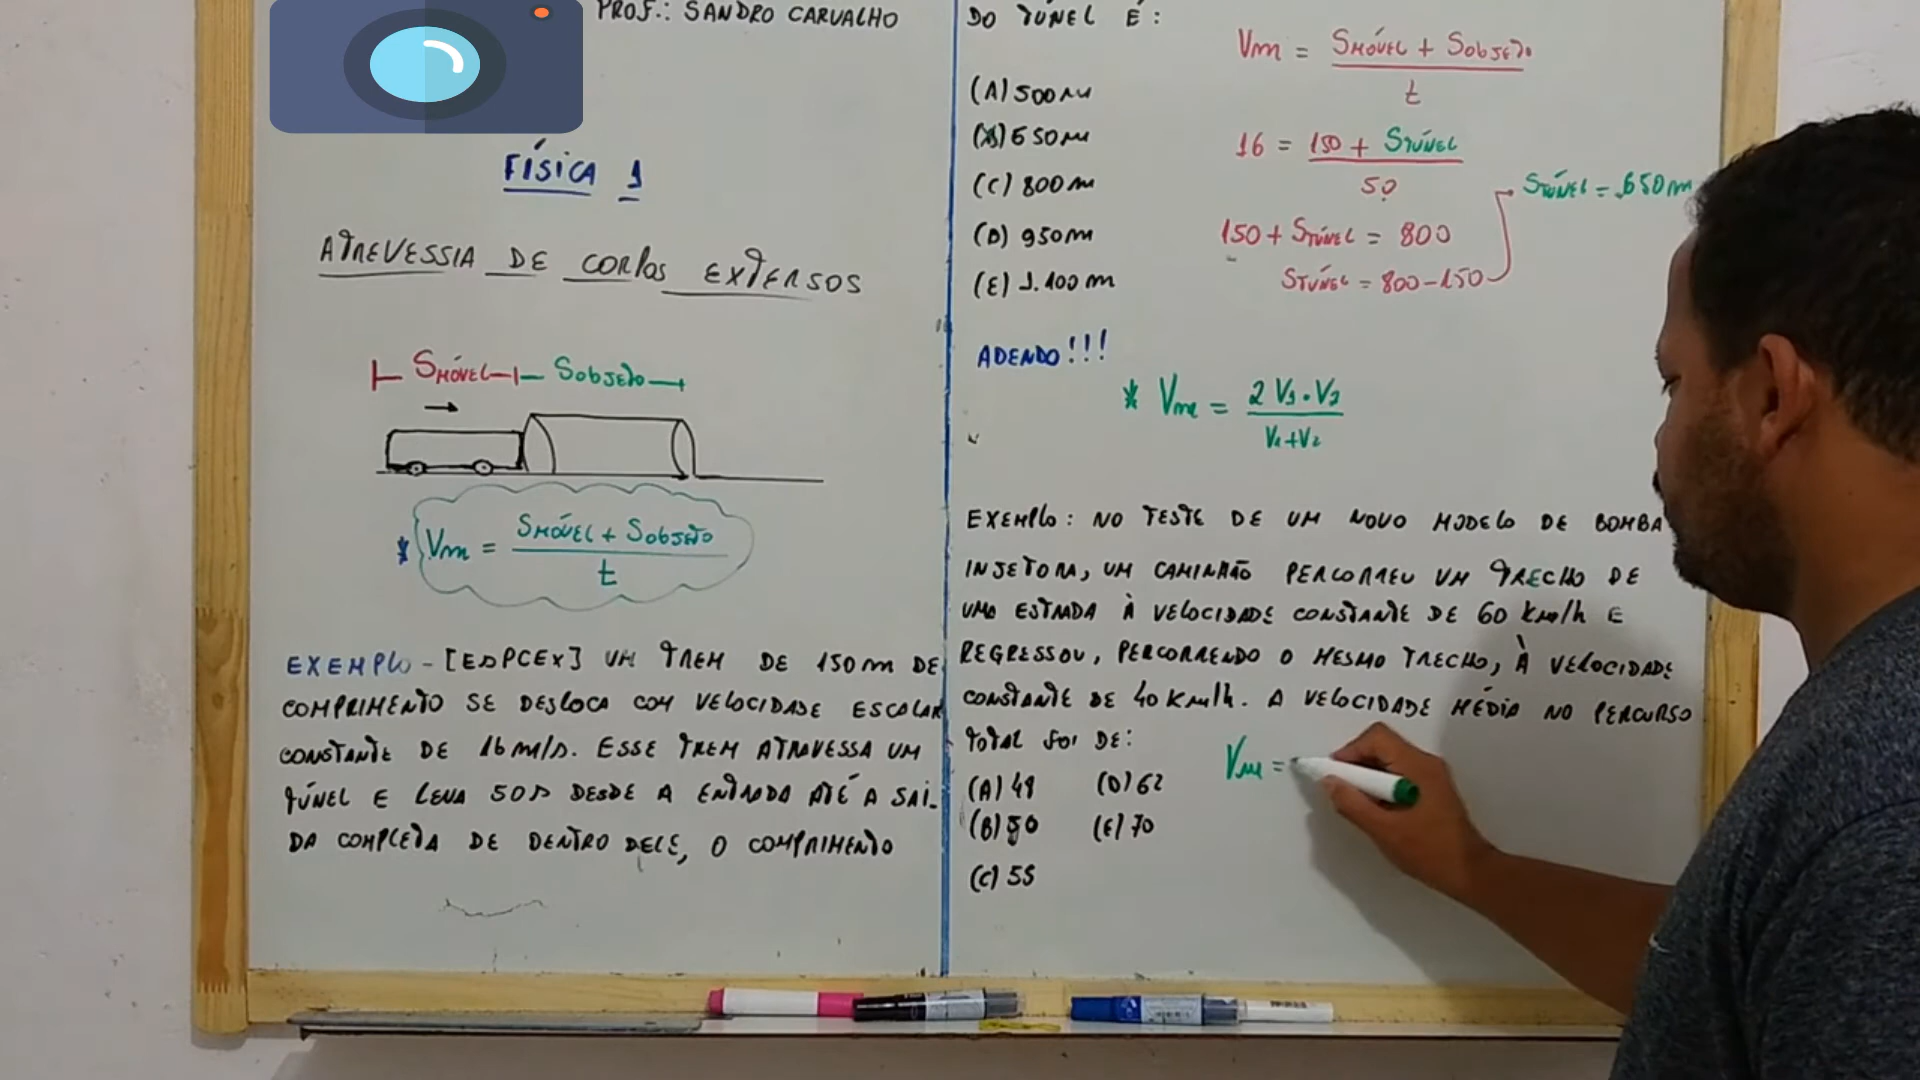 PROF.: SANDRO CARVALHO
FÍSICA 1
ATREVESSIA DE CORPOS EXTERSOS
SMÓVEL SOBJETO
* Vm = SMÓVEL + SOBJETO
t
EXEMPLO - [ESPCEX] UM TREM DE 150m DE
COMPRIMENTO SE DESLOCA COM VELOCIDADE ESCALAR
CONSTANTE DE 16 m/s. ESSE TREM ATRAVESSA UM
TÚNEL E LEVA 50s DESDE A ENTRADA ATÉ A SAÍ-
DA COMPLETA DE DENTRO DELE, O COMPRIMENTO
DO TÚNEL É:
(A) 500m
(X) 650m
(C) 800m
(D) 950m
(E) 1.100m
Vm = SMÓVEL + SOBJETO
t
16 = 150 + STÚNEL
50
150 + STÚNEL = 800
STÚNEL = 800-150
STÚNEL = 650m
ADENDO!!!
* Vm = 2 V1 . V2
V1+V2
EXEMPLO: NO TESTE DE UM NOVO MODELO DE BOMBA
INJETORA, UM CAMINHÃO PERCORREU UM TRECHO DE
UMA ESTRADA À VELOCIDADE CONSTANTE DE 60 Km/h E
REGRESSOU, PERCORRENDO O MESMO TRECHO, À VELOCIDADE
CONSTANTE DE 40 Km/h. A VELOCIDADE MÉDIA NO PERCURSO
TOTAL FOI DE:
(A) 48 (D) 62
(B) 50 (E) 70
(C) 55
Vm =